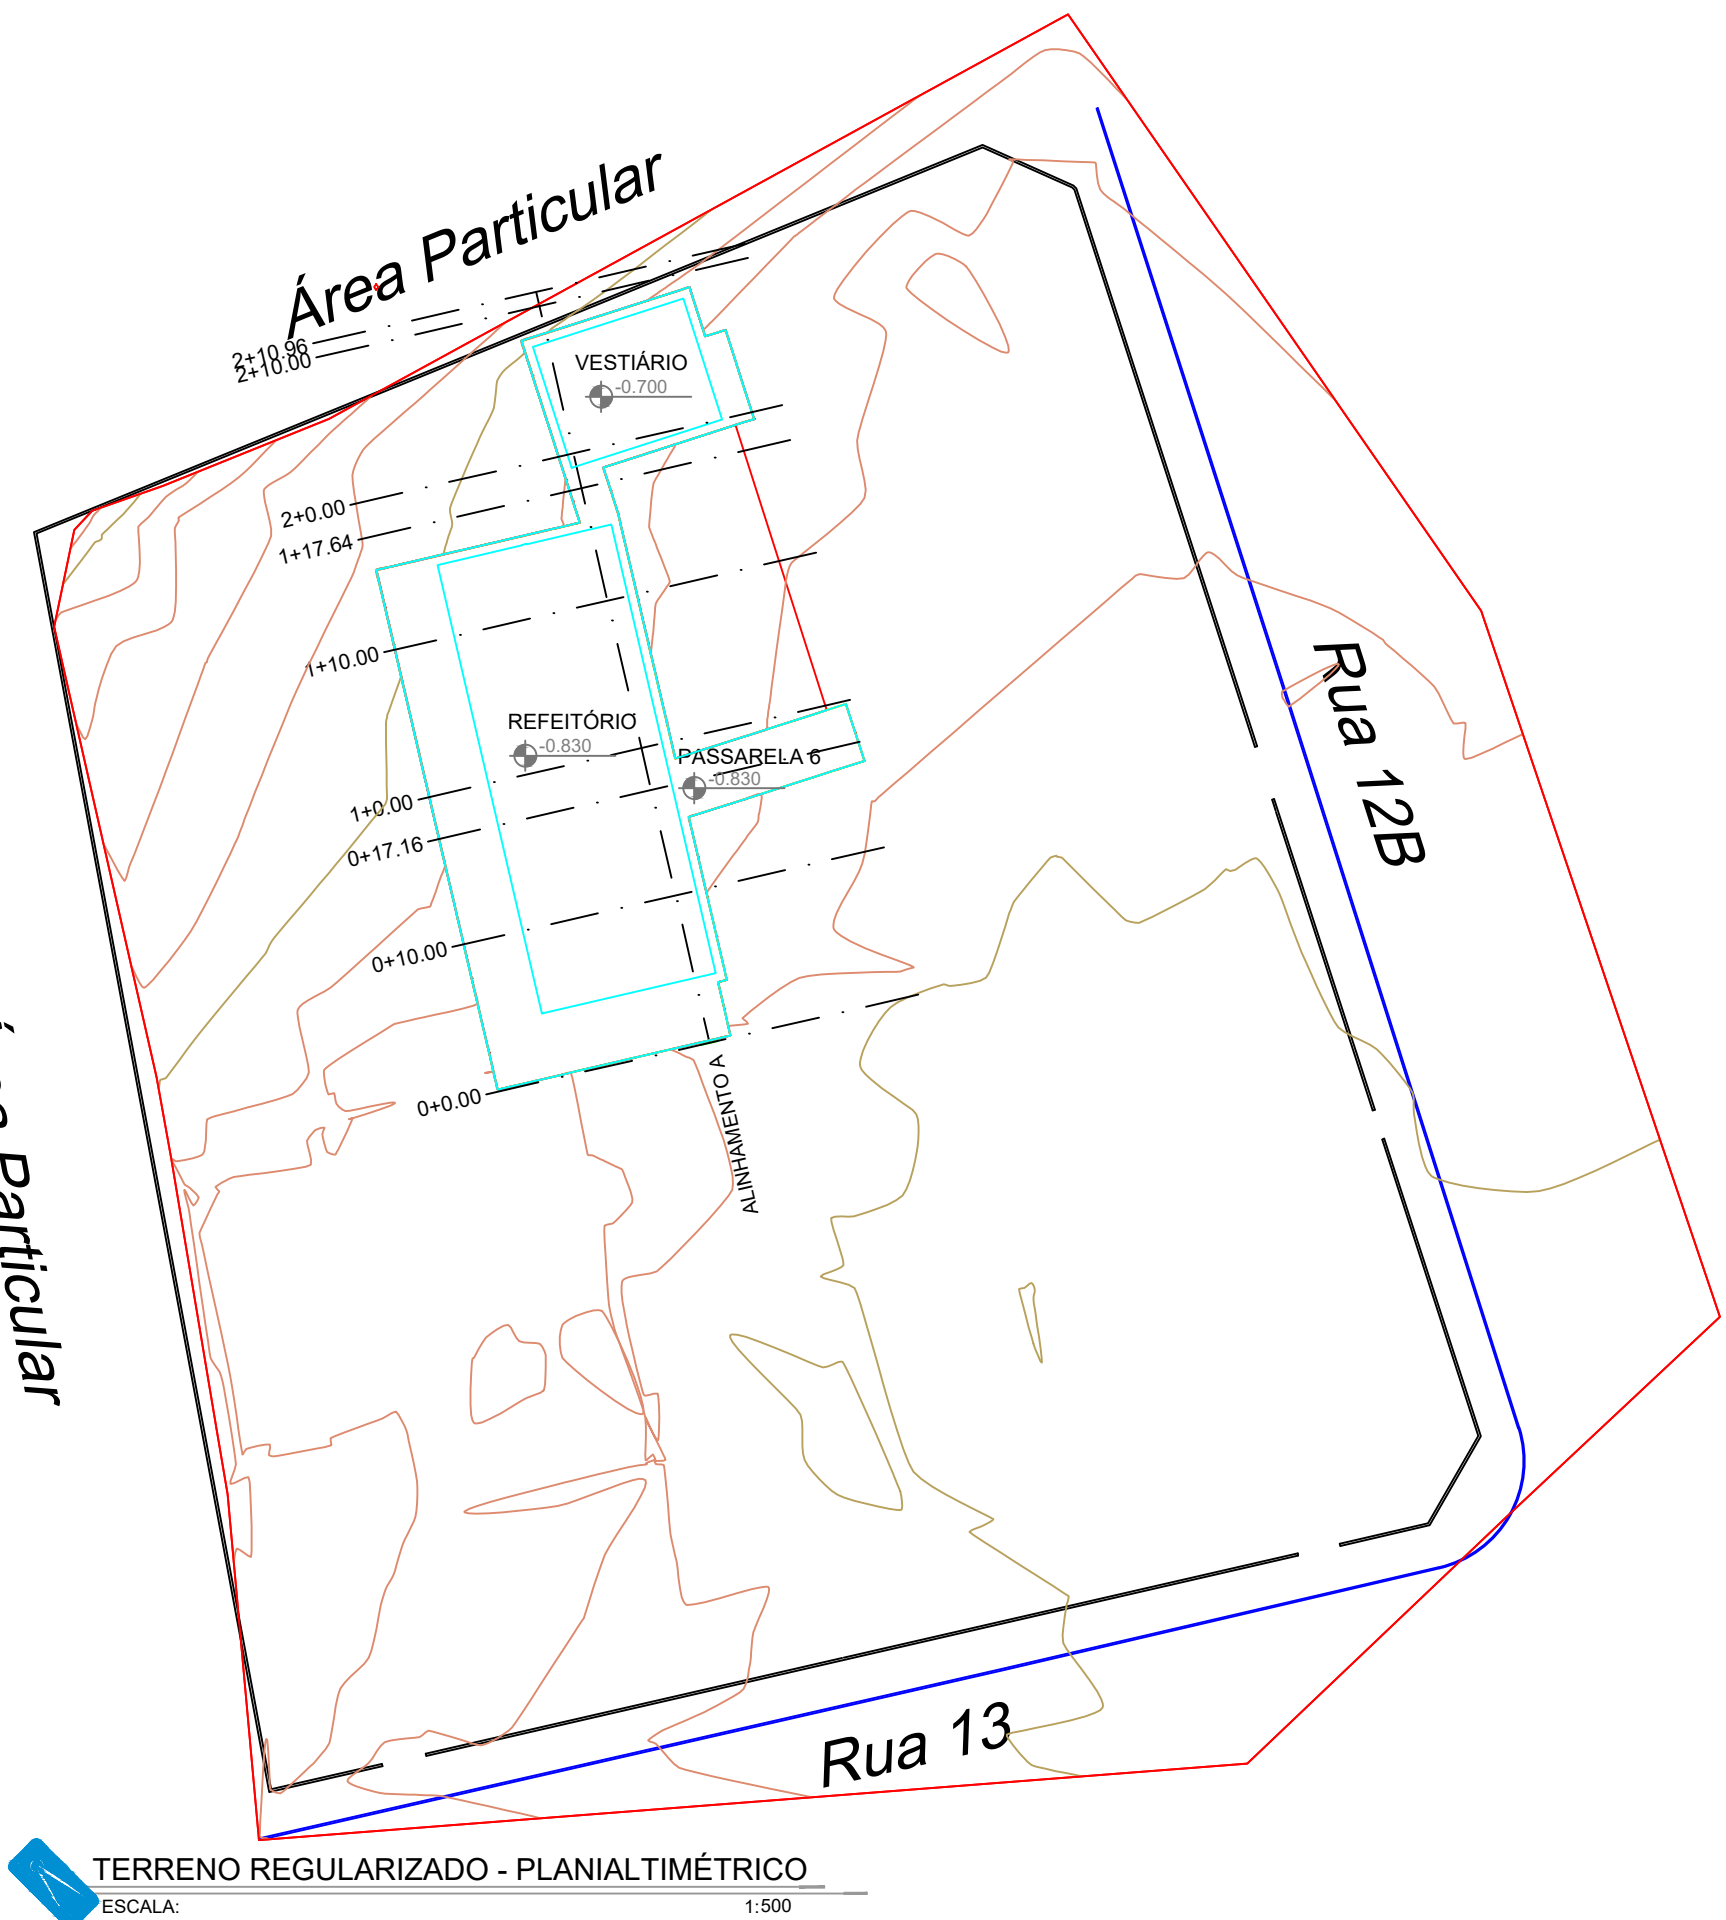 Área Particular
2+10.96
2+10.00
VESTIÁRIO
-0.700
2+0.00
1+17.64
1+10.00
REFEITÓRIO
-0.830
PASSARELA 6
-0.830
1+0.00
0+17.16
0+10.00
0+0.00
ALINHAMENTO A
Rua 12B
Particular
Rua 13
TERRENO REGULARIZADO - PLANIALTIMÉTRICO
ESCALA: 1:500